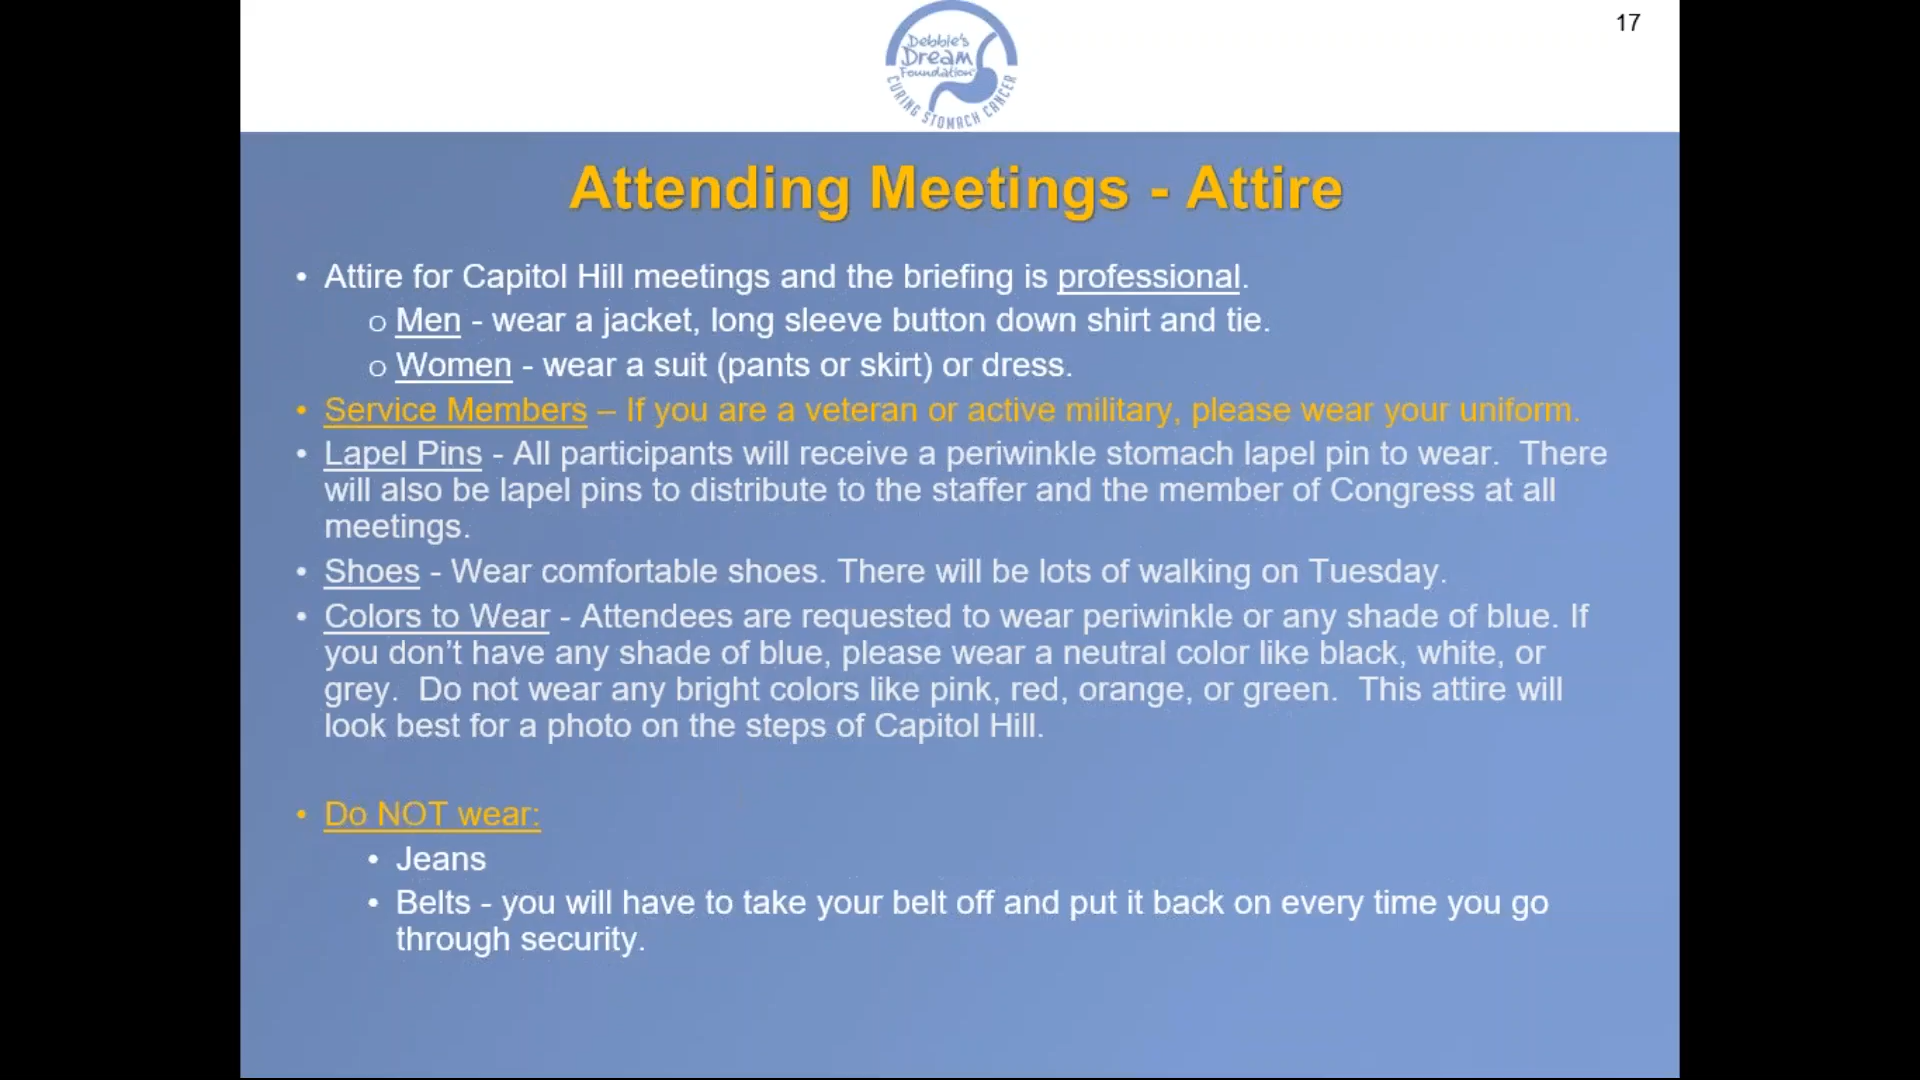 17
Debbie's
Dream
Foundation
CURING STOMACH CANCER
Attending Meetings - Attire
• Attire for Capitol Hill meetings and the briefing is professional.
o Men - wear a jacket, long sleeve button down shirt and tie.
o Women - wear a suit (pants or skirt) or dress.
• Service Members – If you are a veteran or active military, please wear your uniform.
• Lapel Pins - All participants will receive a periwinkle stomach lapel pin to wear.  There
will also be lapel pins to distribute to the staffer and the member of Congress at all
meetings.
• Shoes - Wear comfortable shoes. There will be lots of walking on Tuesday.
• Colors to Wear - Attendees are requested to wear periwinkle or any shade of blue. If
you don’t have any shade of blue, please wear a neutral color like black, white, or
grey.  Do not wear any bright colors like pink, red, orange, or green.  This attire will
look best for a photo on the steps of Capitol Hill.
• Do NOT wear:
• Jeans
• Belts - you will have to take your belt off and put it back on every time you go
through security.